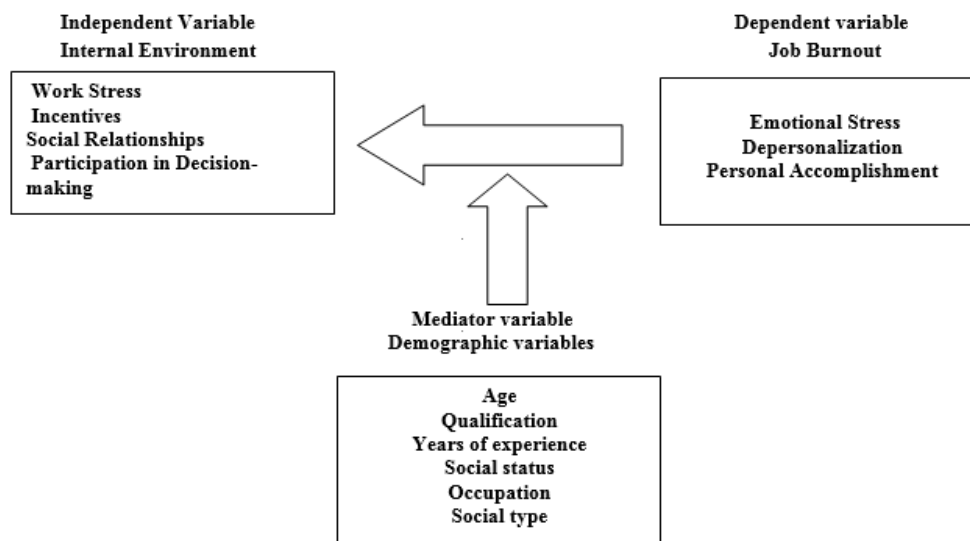 Independent Variable
Internal Environment
Work Stress
Incentives
Social Relationships
Participation in Decision-
making
Dependent variable
Job Burnout
Emotional Stress
Depersonalization
Personal Accomplishment
Mediator variable
Demographic variables
Age
Qualification
Years of experience
Social status
Occupation
Social type